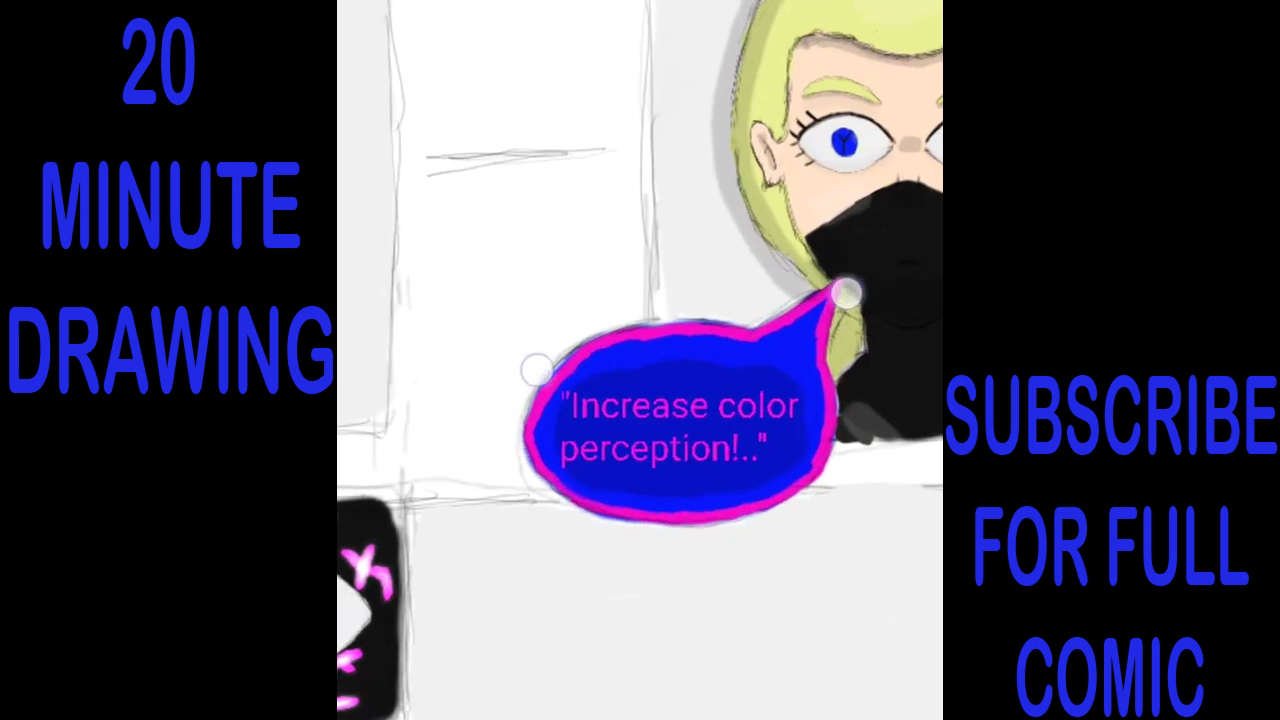 20
MINUTE
DRAWING
"Increase color
perception!.."
SUBSCRIBE
FOR FULL
COMIC